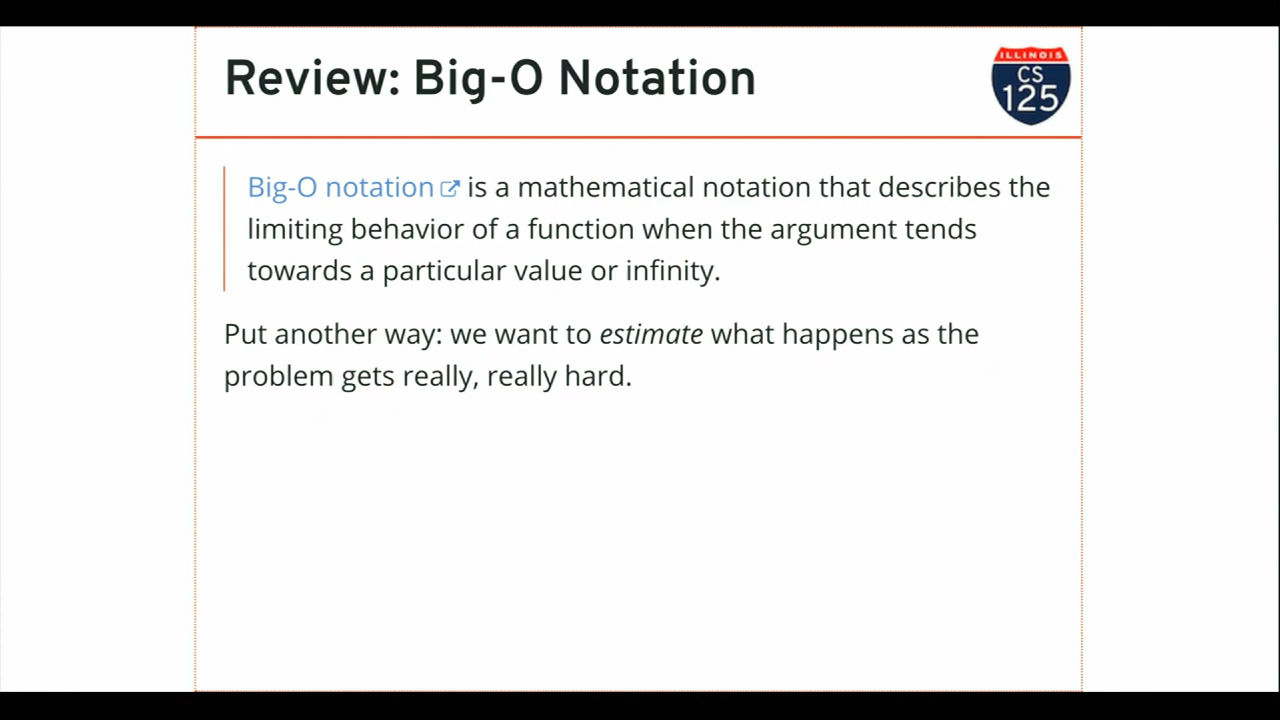 Review: Big-O Notation
ILLINOIS
CS
125
Big-O notation is a mathematical notation that describes the
limiting behavior of a function when the argument tends
towards a particular value or infinity.
Put another way: we want to estimate what happens as the
problem gets really, really hard.